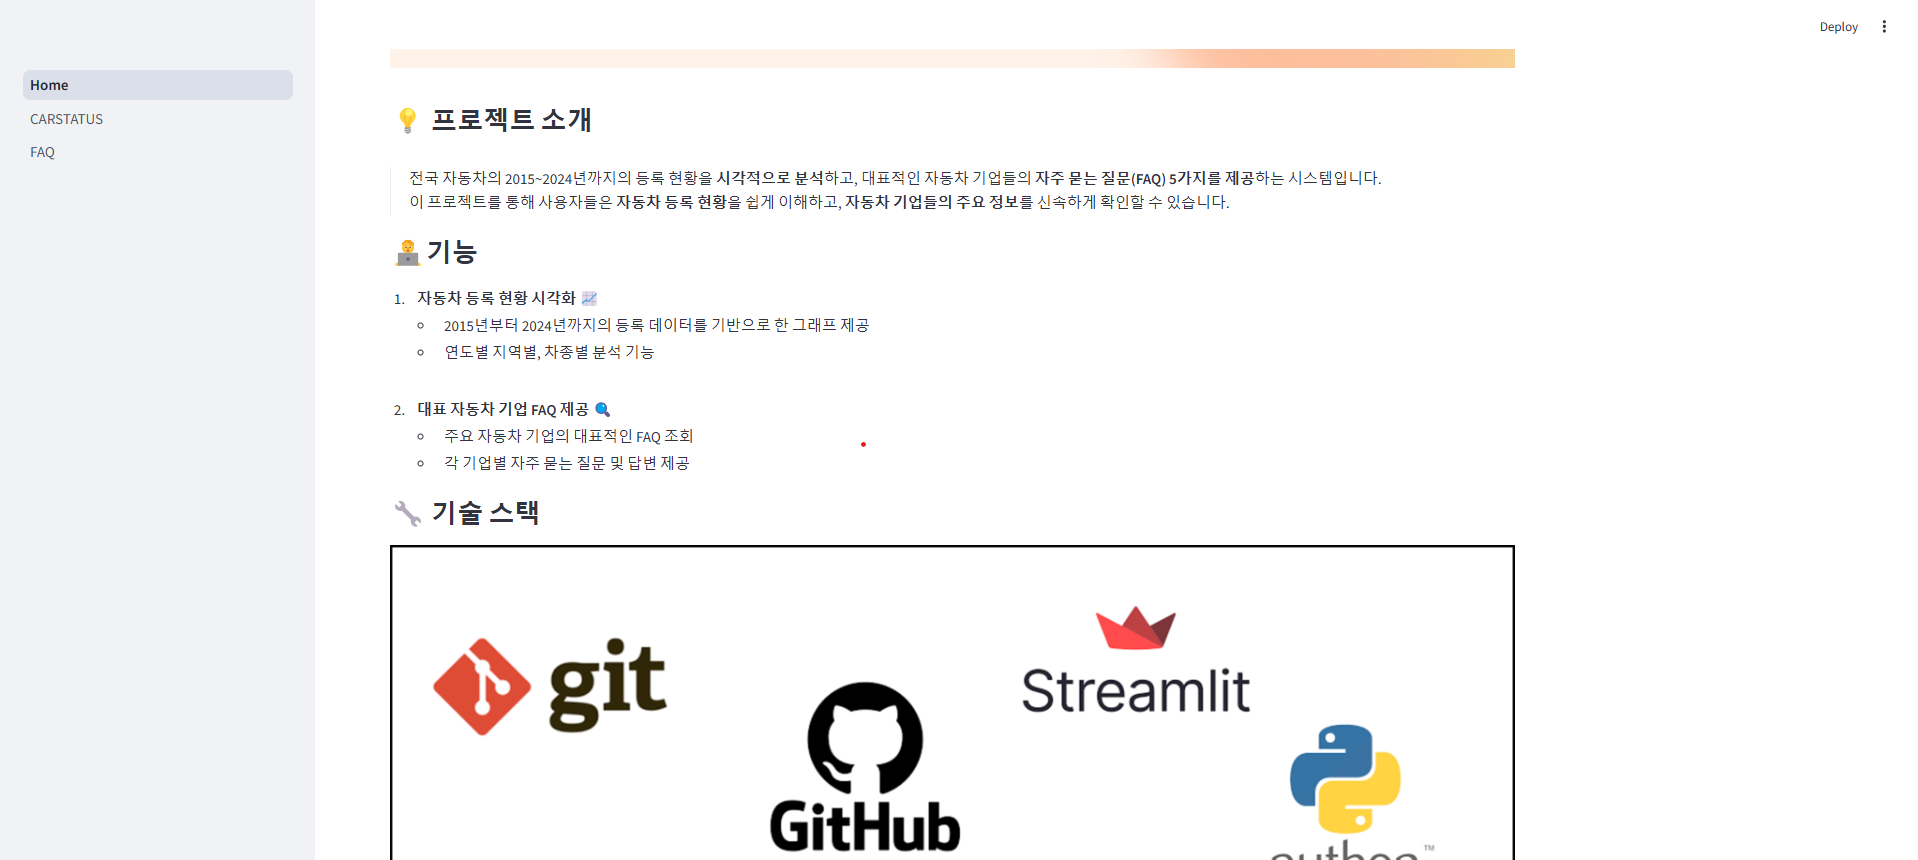 Deploy
Home
CARSTATUS
FAQ
프로젝트 소개
전국 자동차의 2015~2024년까지의 등록 현황을 시각적으로 분석하고, 대표적인 자동차 기업들의 자주 묻는 질문(FAQ) 5가지를 제공하는 시스템입니다.
이 프로젝트를 통해 사용자들은 자동차 등록 현황을 쉽게 이해하고, 자동차 기업들의 주요 정보를 신속하게 확인할 수 있습니다.
기능
1. 자동차 등록 현황 시각화
2015년부터 2024년까지의 등록 데이터를 기반으로 한 그래프 제공
연도별 지역별, 차종별 분석 기능
2. 대표 자동차 기업 FAQ 제공
주요 자동차 기업의 대표적인 FAQ 조회
각 기업별 자주 묻는 질문 및 답변 제공
기술 스택
git
Streamlit
GitHub